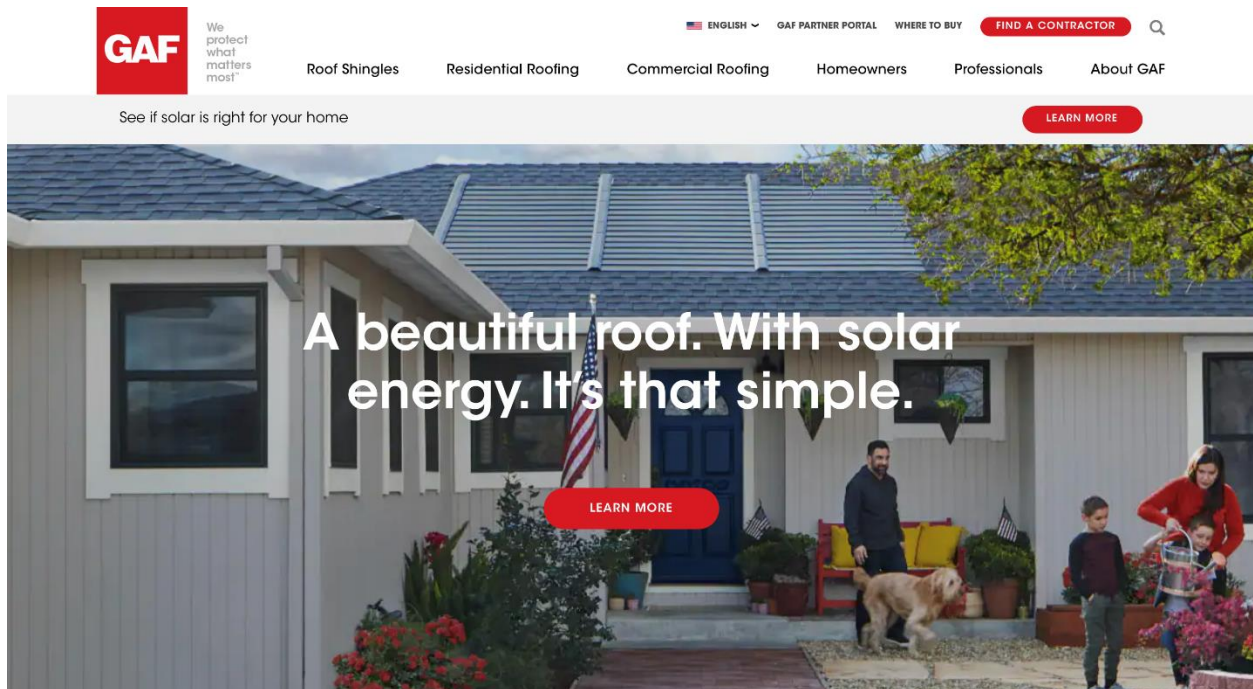 GAF
We
protect
what
matters
most™
ENGLISH
GAF PARTNER PORTAL
WHERE TO BUY
FIND A CONTRACTOR
Roof Shingles
Residential Roofing
Commercial Roofing
Homeowners
Professionals
About GAF
See if solar is right for your home
LEARN MORE
A beautiful roof. With solar
energy. It's that simple.
LEARN MORE